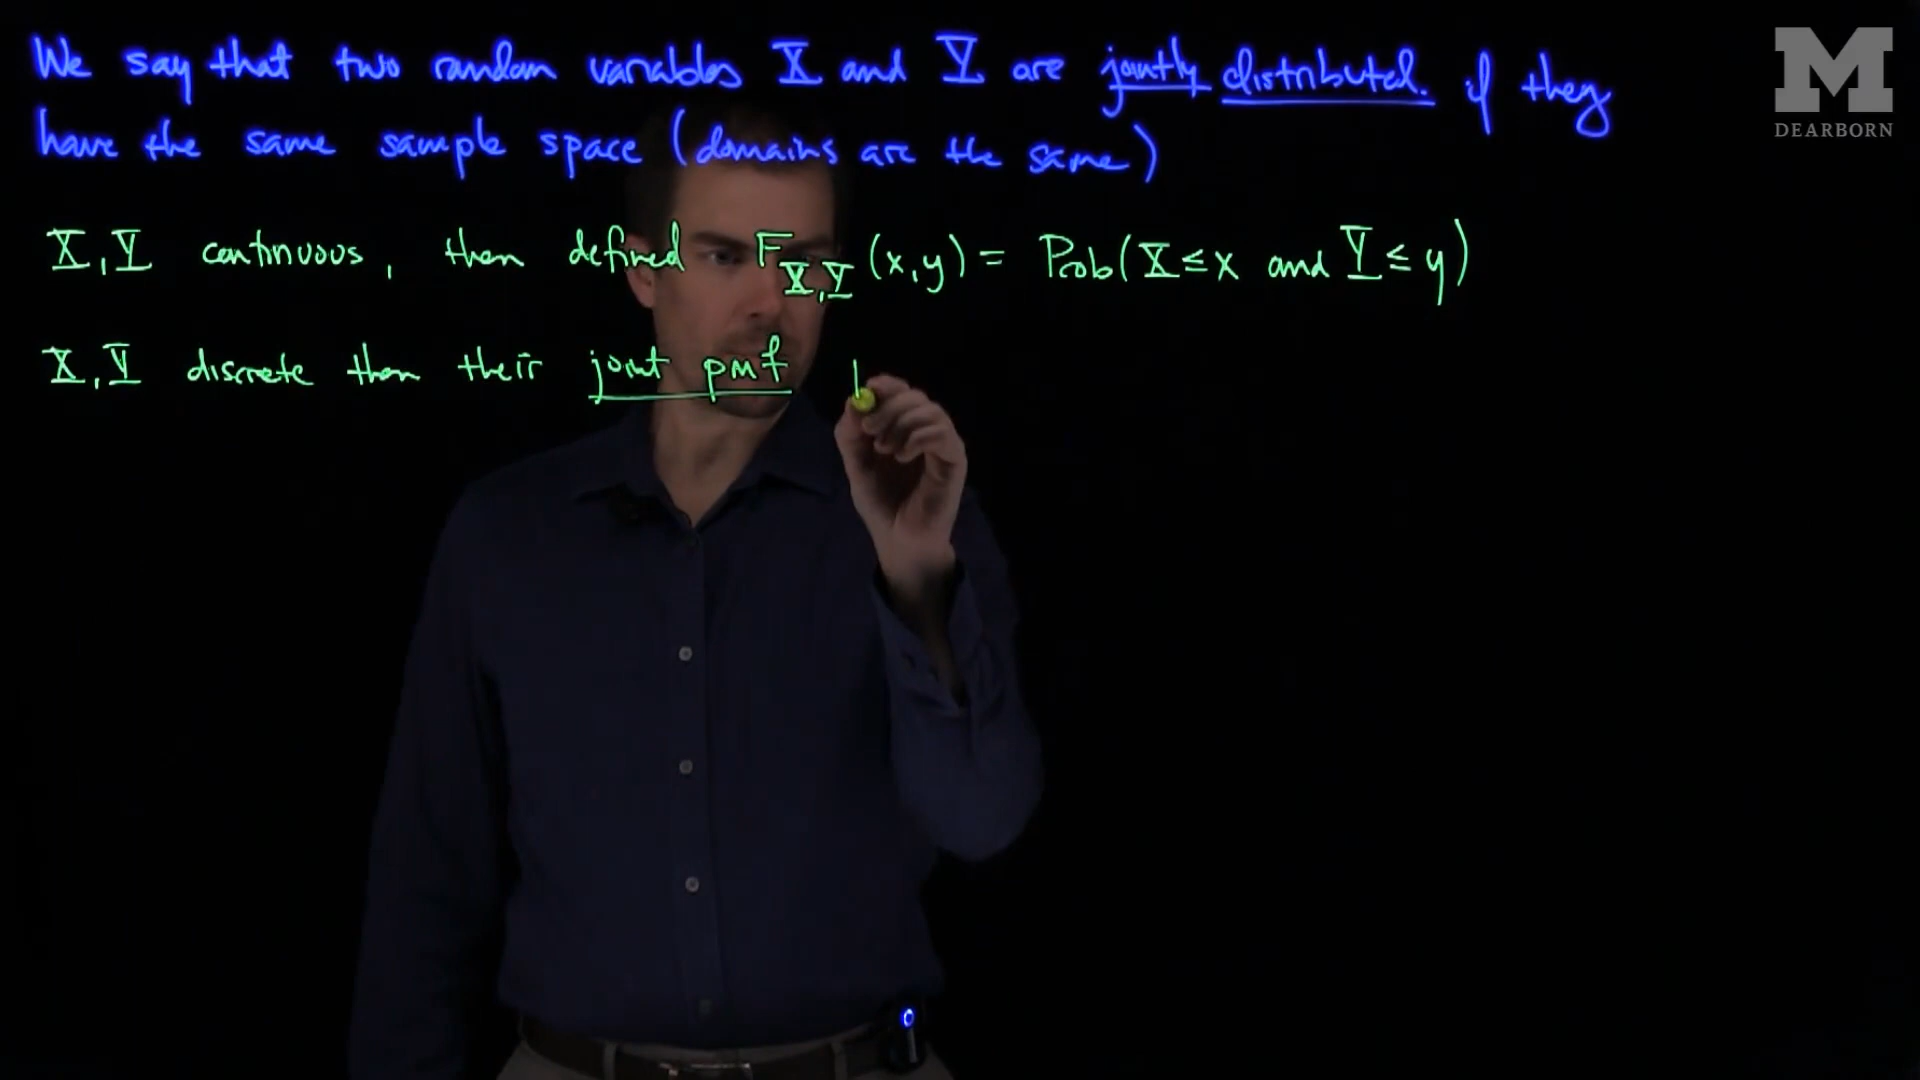 We say that two random variables X and Y are jointly distributed. if they
have the same sample space (domains are the same)
X, Y continuous, then defined F_{X,Y}(x,y) = Prob(X ≤ x and Y ≤ y)
X, Y discrete then their joint pmf
M
DEARBORN